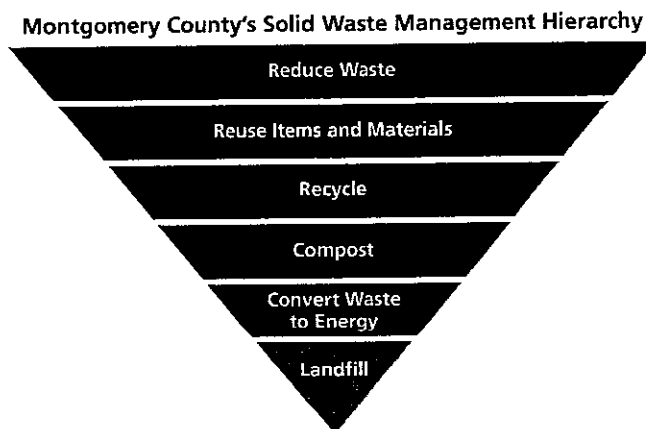 Montgomery County's Solid Waste Management Hierarchy
Reduce Waste
Reuse Items and Materials
Recycle
Compost
Convert Waste
to Energy
Landfill